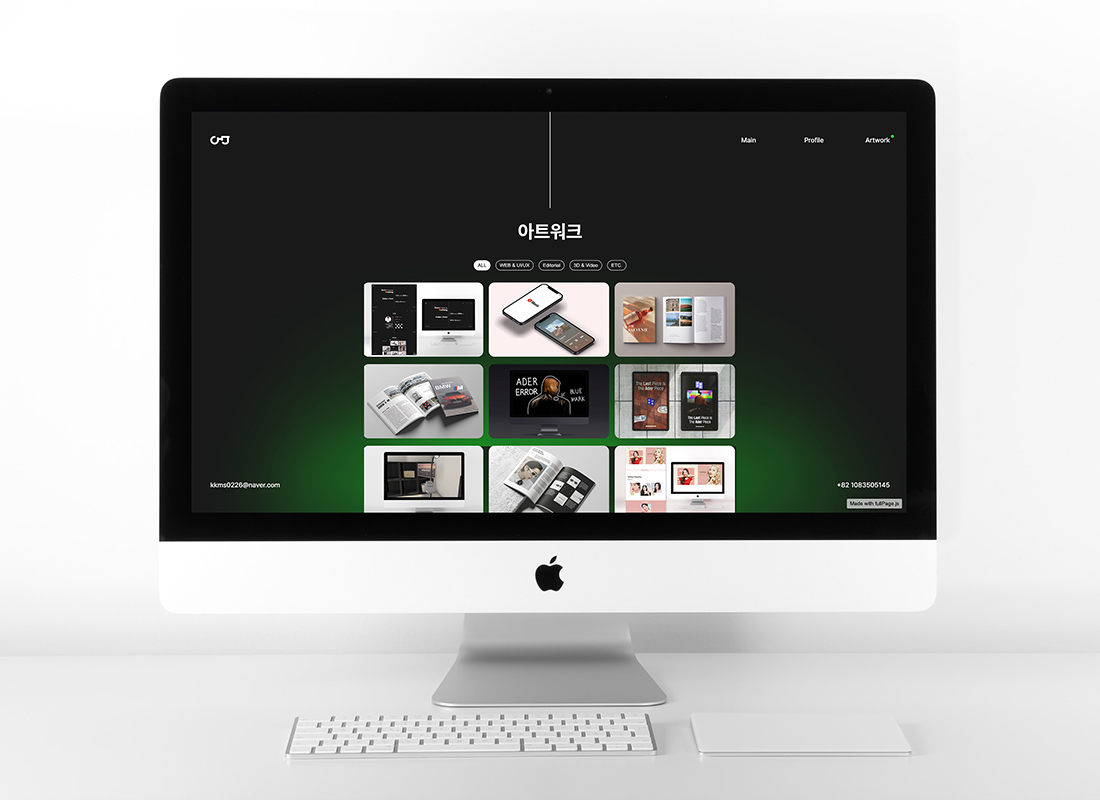 Main
Profile
Artwork
아트워크
ALL
WEB & UI/UX
Editorial
3D & Video
ETC.
BMW
ADER
ERROR
BLUE
MARK
The Last Piece is
The Ader Piece
The Last Piece is
The Ader Piece
kkms0226@naver.com
+82 1083505145
Made with fullPage.js